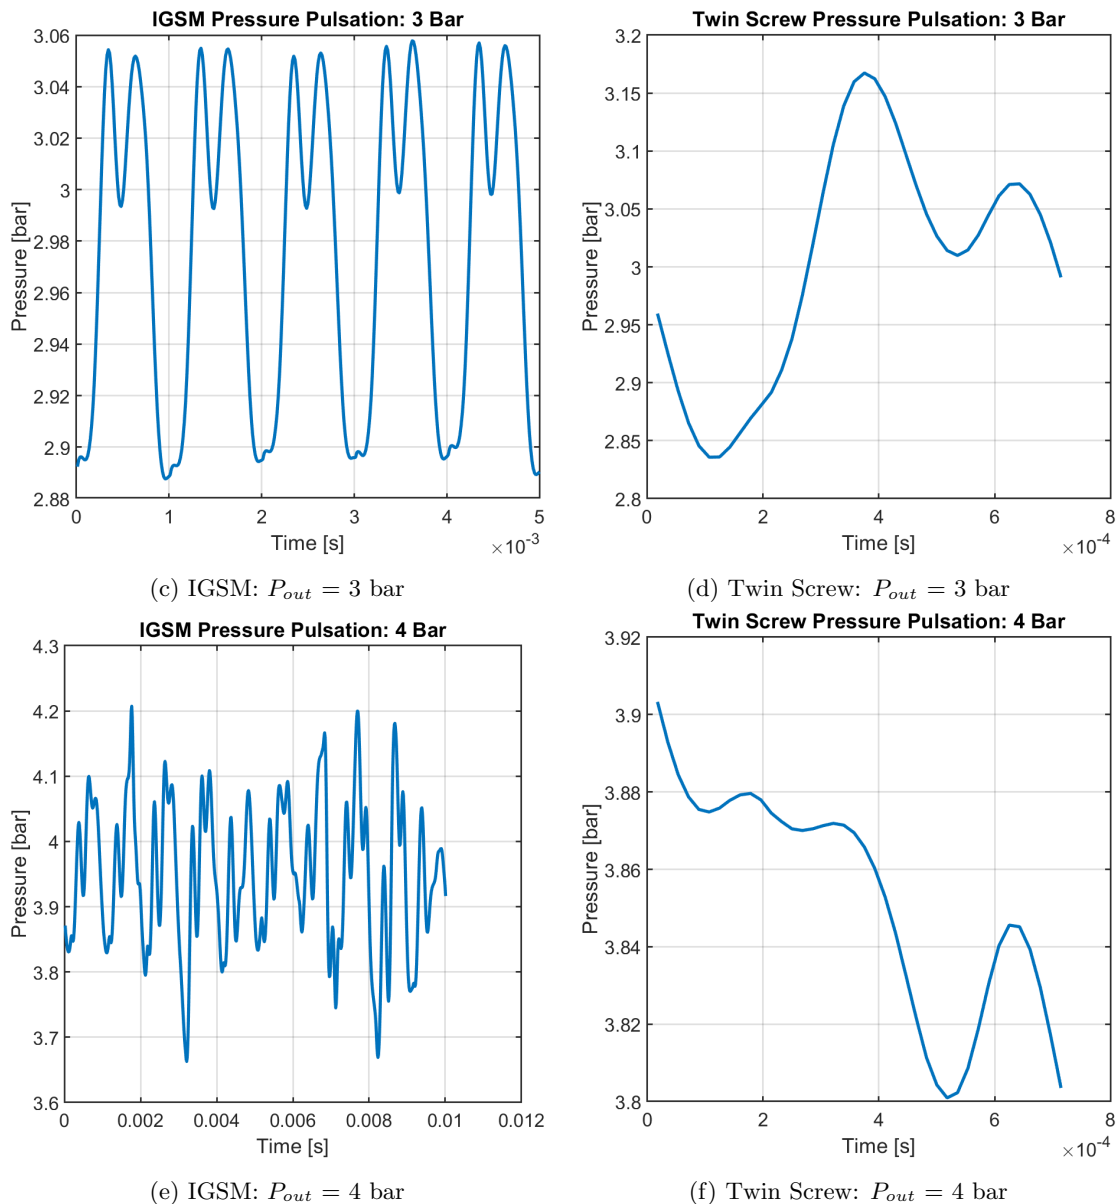 IGSM Pressure Pulsation: 3 Bar
3.06
3.04
3.02
3
2.98
2.96
2.94
2.92
2.9
2.88
Pressure [bar]
0 1 2 3 4 5
Time [s]
×10⁻³
(c) IGSM: P_out = 3 bar
Twin Screw Pressure Pulsation: 3 Bar
3.2
3.15
3.1
3.05
3
2.95
2.9
2.85
2.8
Pressure [bar]
0 2 4 6 8
Time [s]
×10⁻⁴
(d) Twin Screw: P_out = 3 bar
IGSM Pressure Pulsation: 4 Bar
4.3
4.2
4.1
4
3.9
3.8
3.7
3.6
Pressure [bar]
0 0.002 0.004 0.006 0.008 0.01 0.012
Time [s]
(e) IGSM: P_out = 4 bar
Twin Screw Pressure Pulsation: 4 Bar
3.92
3.9
3.88
3.86
3.84
3.82
3.8
Pressure [bar]
0 2 4 6 8
Time [s]
×10⁻⁴
(f) Twin Screw: P_out = 4 bar